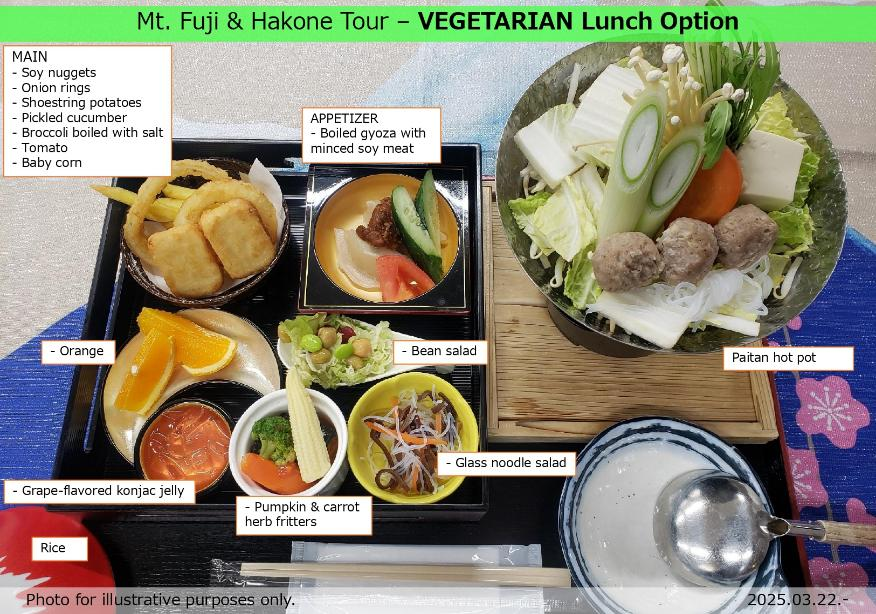 Mt. Fuji & Hakone Tour – VEGETARIAN Lunch Option
MAIN
- Soy nuggets
- Onion rings
- Shoestring potatoes
- Pickled cucumber
- Broccoli boiled with salt
- Tomato
- Baby corn
APPETIZER
- Boiled gyoza with
minced soy meat
- Orange
- Bean salad
Paitan hot pot
- Glass noodle salad
- Grape-flavored konjac jelly
- Pumpkin & carrot
herb fritters
Rice
Photo for illustrative purposes only.
2025.03.22.-